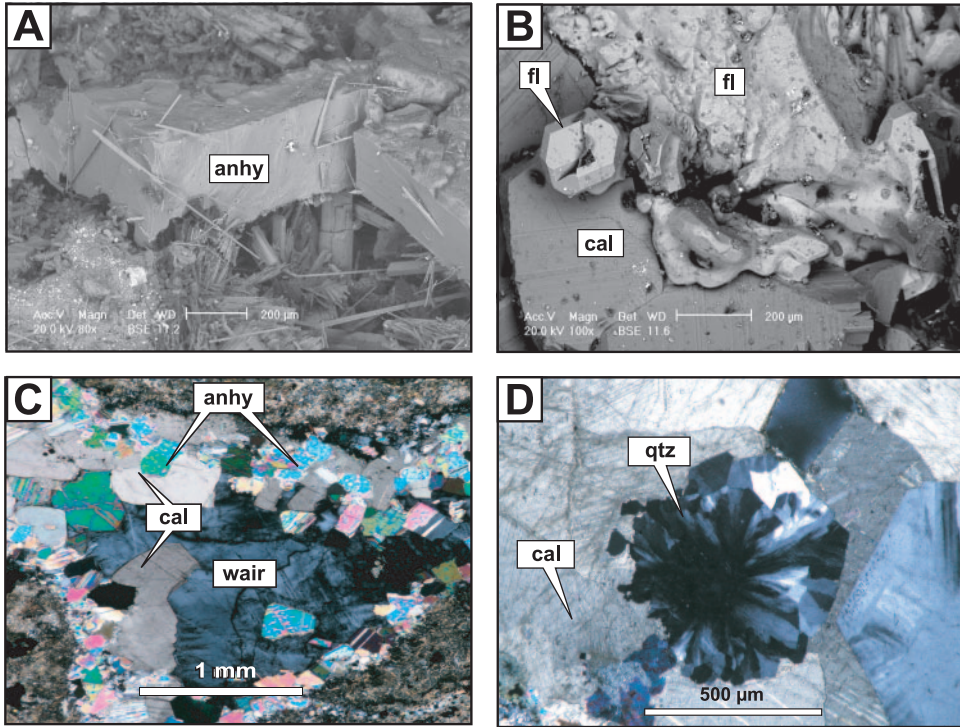 A
anhy
Acc.V Magn Det WD
20.0 kV 80x BSE 11.2
200 µm
B
fl
fl
cal
Acc.V Magn Det WD
20.0 kV 100x BSE 11.6
200 µm
C
anhy
cal
wair
1 mm
D
qtz
cal
500 µm